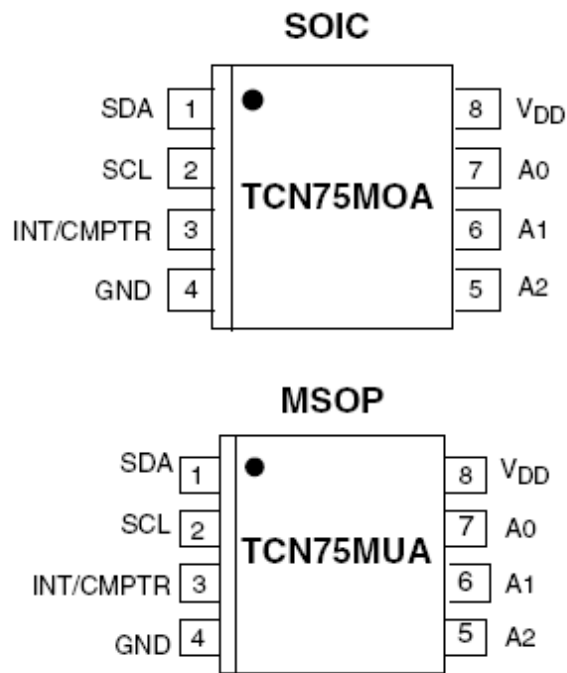 SOIC
SDA 1 8 VDD
SCL 2 7 A0
TCN75MOA
INT/CMPTR 3 6 A1
GND 4 5 A2
MSOP
SDA 1 8 VDD
SCL 2 7 A0
TCN75MUA
INT/CMPTR 3 6 A1
GND 4 5 A2